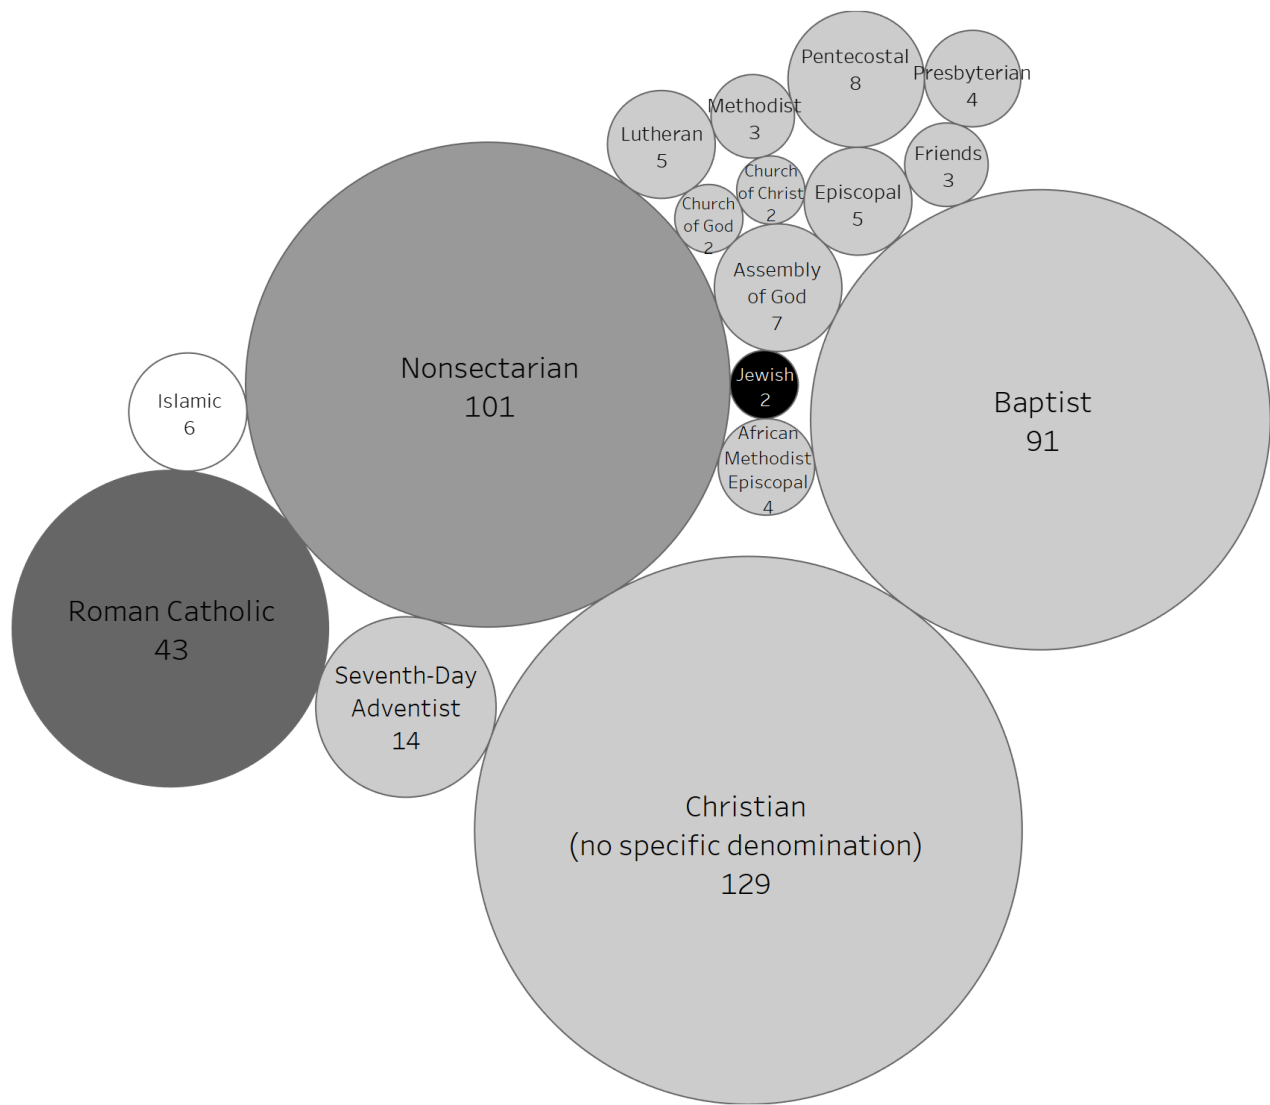 Pentecostal
8
Presbyterian
4
Methodist
3
Lutheran
5
Friends
3
Church
of Christ
2
Episcopal
5
Church
of God
2
Assembly
of God
7
Nonsectarian
101
Jewish
2
Islamic
6
Baptist
91
African
Methodist
Episcopal
4
Roman Catholic
43
Seventh-Day
Adventist
14
Christian
(no specific denomination)
129